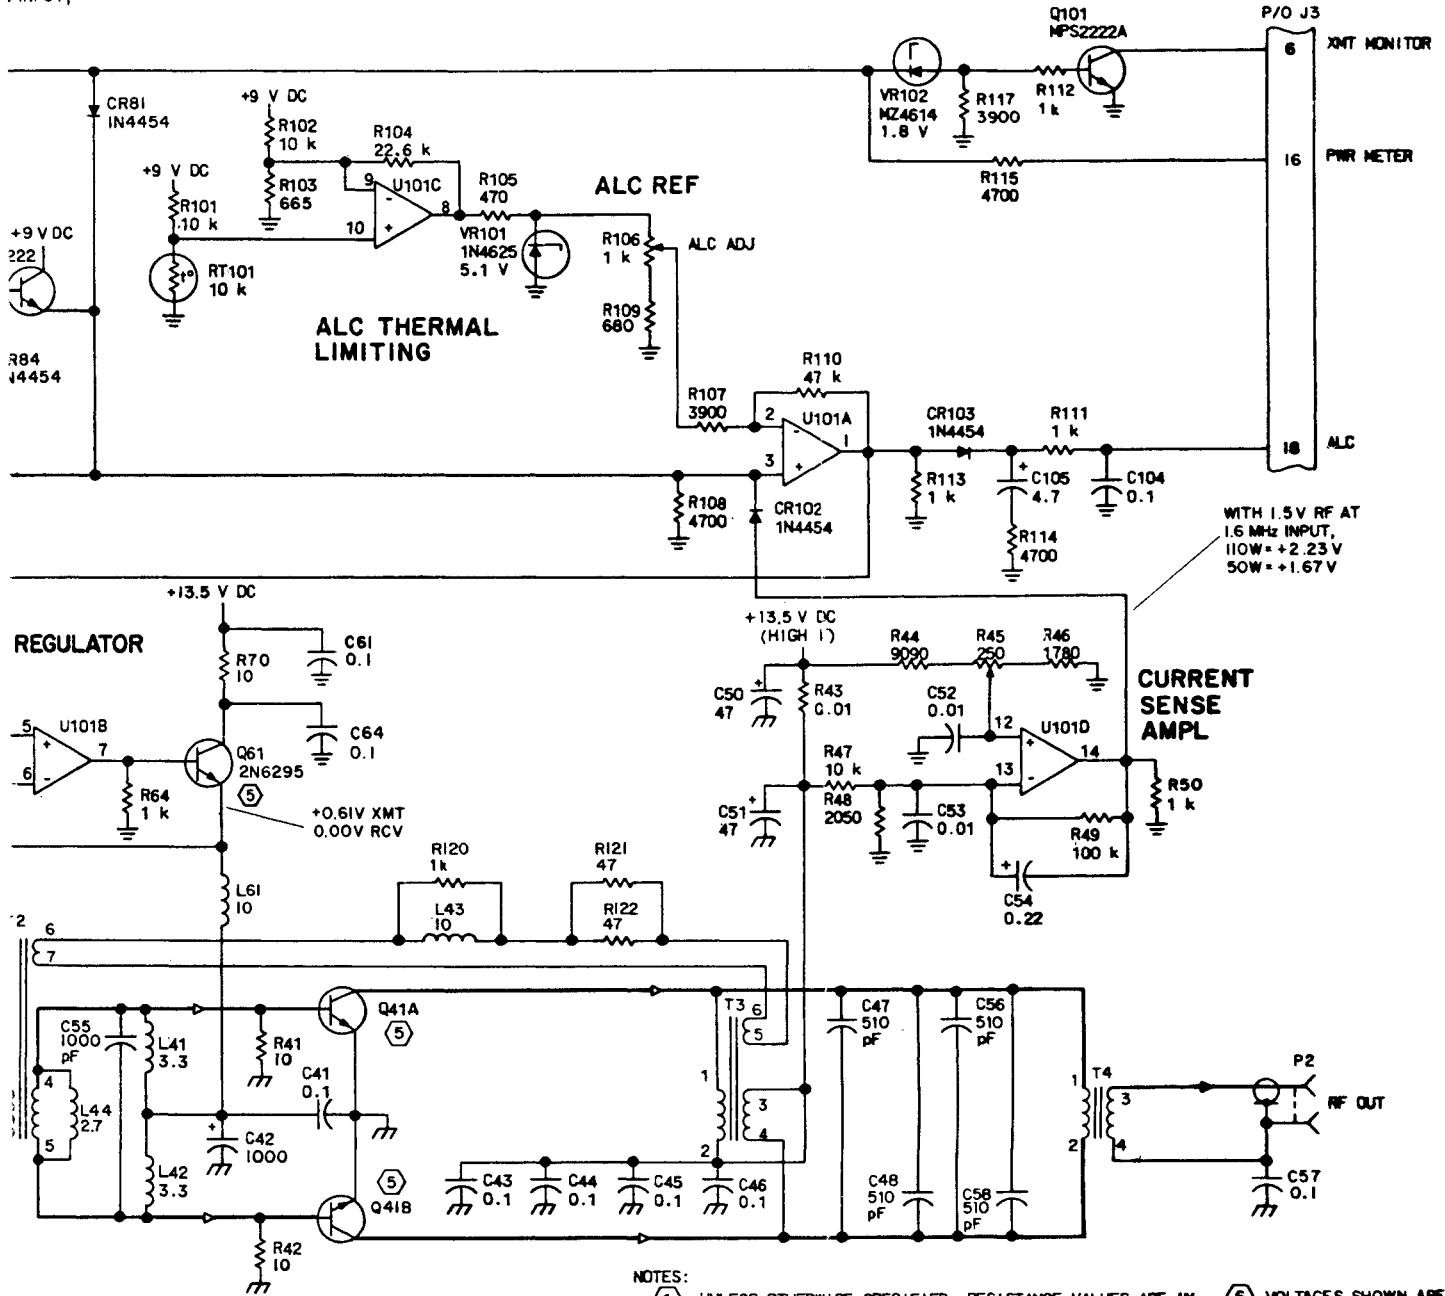 Q101
MPS2222A
P/O J3
6
XMT MONITOR
VR102
MZ4614
1.8 V
R117
3900
R112
1 k
CR81
1N4454
+9 V DC
R102
10 k
R104
22.6 k
16
PWR METER
R115
4700
+9 V DC
R101
10 k
R103
665
9
U101C
8
10
R105
470
ALC REF
VR101
1N4625
5.1 V
R106
1 k
ALC ADJ
+9 V DC
222
RT101
10 k
t°
R109
680
ALC THERMAL
LIMITING
R84
N4454
R110
47 k
R107
3900
2
U101A
1
3
CR103
1N4454
R111
1 k
18
ALC
R108
4700
CR102
1N4454
R113
1 k
C105
4.7
C104
0.1
R114
4700
WITH 1.5 V RF AT
1.6 MHz INPUT,
110W = +2.23 V
50W = +1.67 V
+13.5 V DC
REGULATOR
R70
10
C61
0.1
C64
0.1
+13.5 V DC
(HIGH I)
R44
9090
R45
250
R46
1780
CURRENT
SENSE
AMPL
C50
47
R43
0.01
C52
0.01
12
U101D
14
13
5
U101B
7
6
Q61
2N6295
5
R64
1 k
+0.61V XMT
0.00V RCV
R47
10 k
R48
2050
C51
47
C53
0.01
R50
1 k
R49
100 k
C54
0.22
L61
10
R120
1k
L43
10
R121
47
R122
47
2
6
7
Q41A
5
C55
1000
pF
L41
3.3
R41
10
C41
0.1
T3
6
5
1
3
4
2
C47
510
pF
C56
510
pF
4
L44
2.7
5
C42
1000
L42
3.3
1
T4
3
2
4
P2
RF OUT
5
Q41B
C43
0.1
C44
0.1
C45
0.1
C46
0.1
C48
510
pF
C58
510
pF
C57
0.1
R42
10
NOTES: